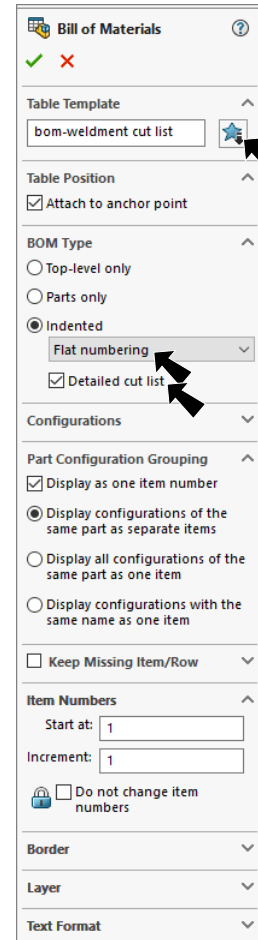 Bill of Materials
Table Template
bom-weldment cut list
Table Position
Attach to anchor point
BOM Type
Top-level only
Parts only
Indented
Flat numbering
Detailed cut list
Configurations
Part Configuration Grouping
Display as one item number
Display configurations of the
same part as separate items
Display all configurations of the
same part as one item
Display configurations with the
same name as one item
Keep Missing Item/Row
Item Numbers
Start at: 1
Increment: 1
Do not change item
numbers
Border
Layer
Text Format